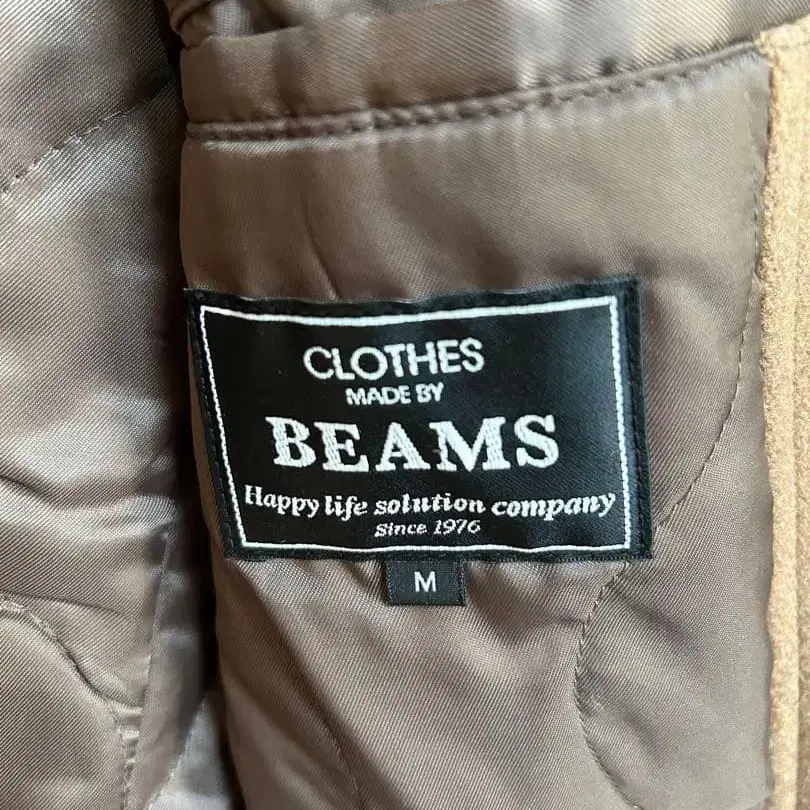 CLOTHES
MADE BY
BEAMS
Happy life solution company
Since 1976
M